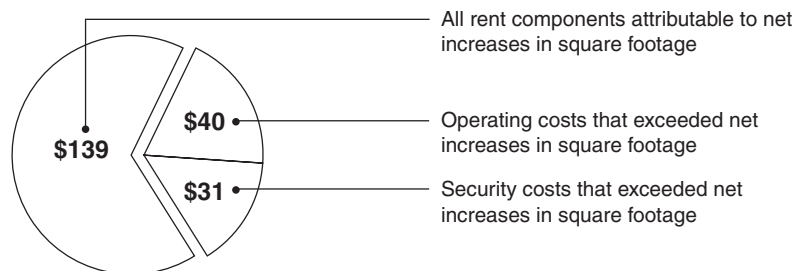 All rent components attributable to net
increases in square footage
$139
$40
Operating costs that exceeded net
increases in square footage
$31
Security costs that exceeded net
increases in square footage